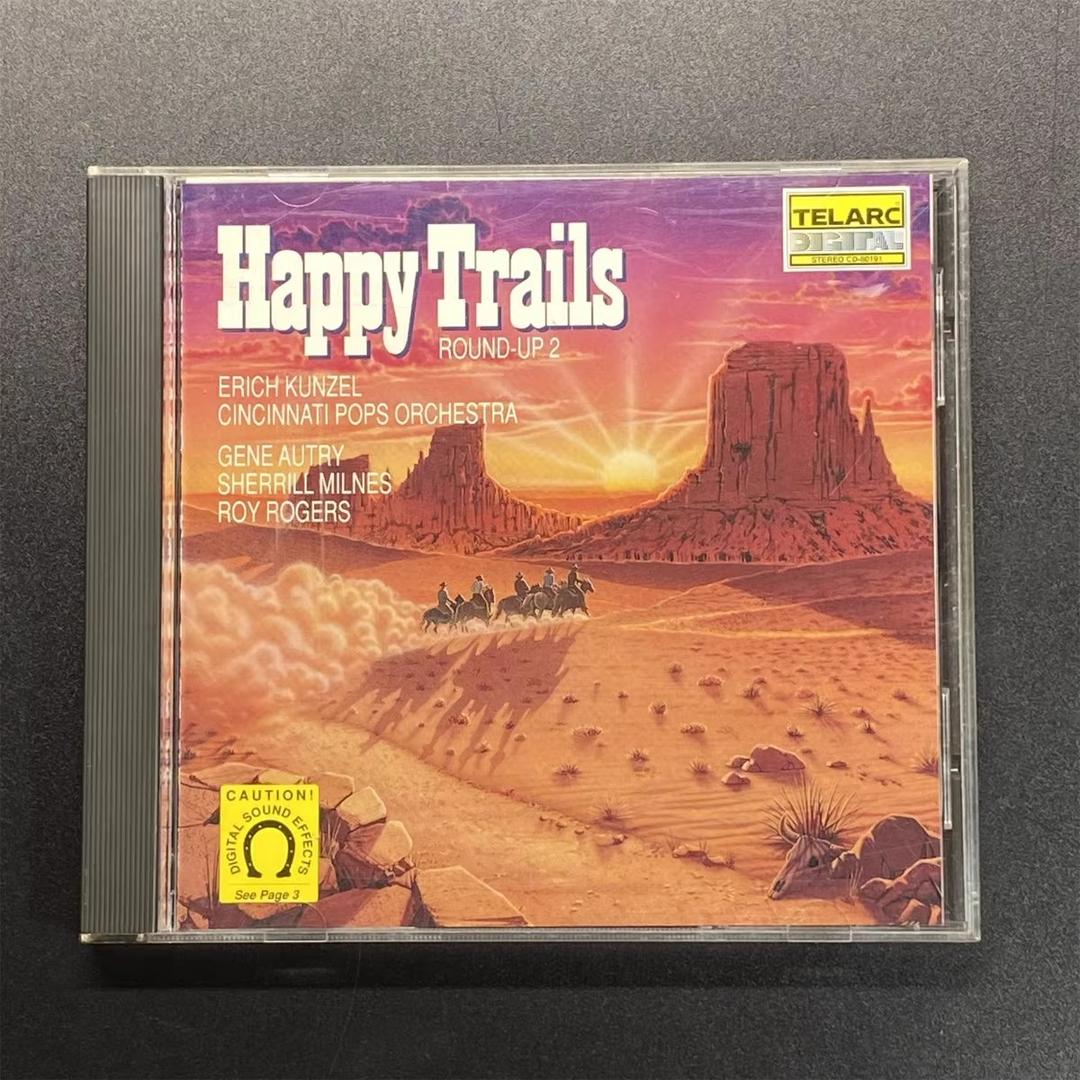 Happy Trails
ROUND-UP 2
ERICH KUNZEL
CINCINNATI POPS ORCHESTRA
GENE AUTRY
SHERRILL MILNES
ROY ROGERS
TELARC
DIGITAL
STEREO CD-80191
CAUTION!
DIGITAL SOUND EFFECTS
See Page 3